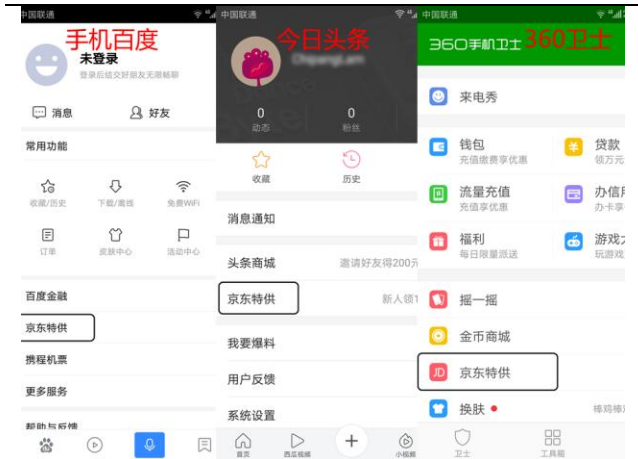 中国联通
手机百度
未登录
登录后结交好朋友无限畅聊
消息
好友
常用功能
收藏/历史
下载/离线
免费WiFi
订单
皮肤中心
活动中心
百度金融
京东特供
携程机票
更多服务
帮助与反馈
中国联通
今日头条
0
0
动态
粉丝
收藏
历史
消息通知
头条商城
邀请好友得200元
京东特供
新人领1
我要爆料
用户反馈
系统设置
首页
西瓜视频
小视频
中国联通
360手机卫士
360卫士
来电秀
钱包
充值缴费享优惠
贷款
领万元
流量充值
充值享优惠
办信用
办卡享
福利
每日限量派送
游戏
玩游戏
摇一摇
金币商城
JD
京东特供
换肤
棒鸡棒
卫士
工具箱